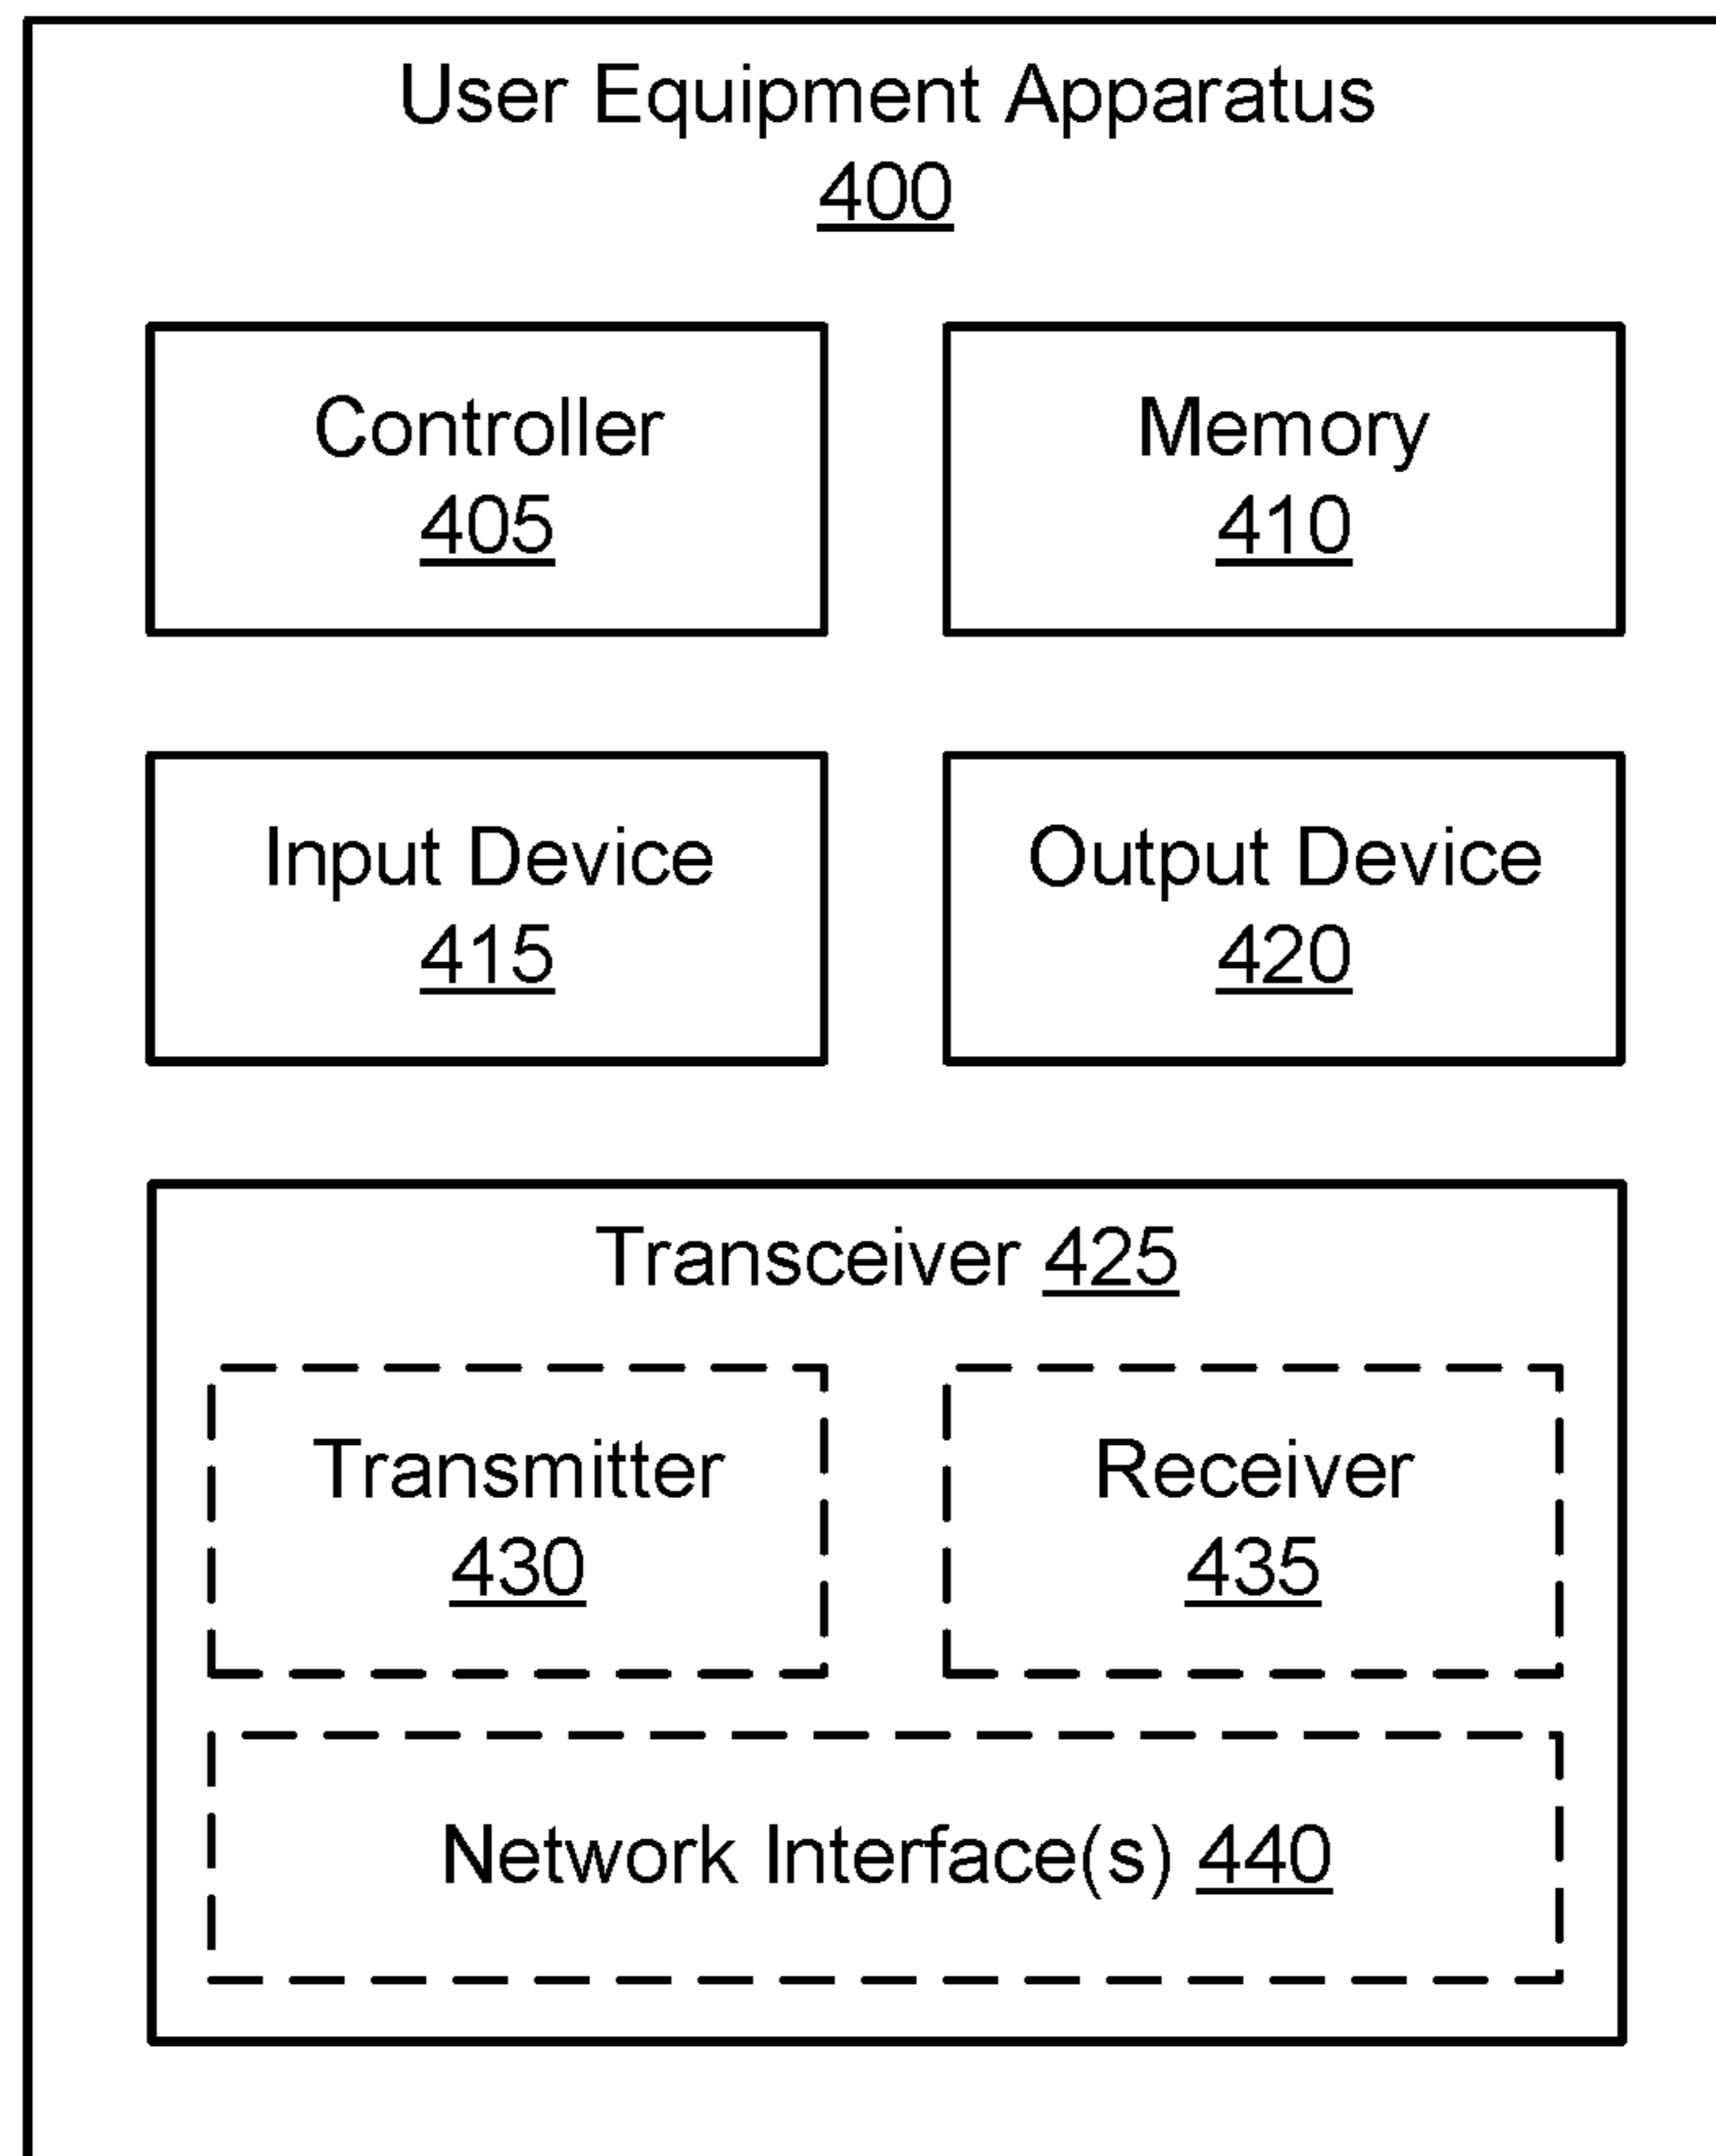 User Equipment Apparatus
400
Controller
405
Memory
410
Input Device
415
Output Device
420
Transceiver 425
Transmitter
430
Receiver
435
Network Interface(s) 440